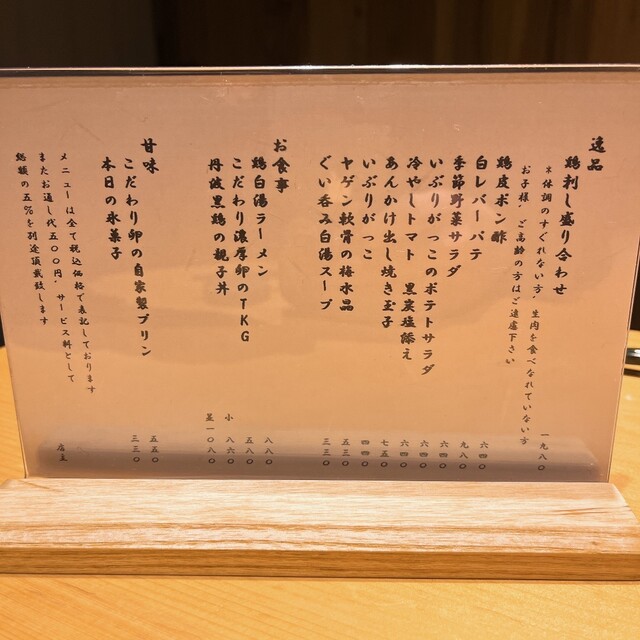 逸品
鶏刺し盛り合わせ 一九八〇
*体調のすぐれない方、生肉を食べなれていない方
お子様、ご高齢の方はご遠慮下さい
鶏皮ポン酢 六四〇
白レバーパテ 九八〇
季節野菜サラダ 六四〇
いぶりがっこのポテトサラダ 六四〇
冷やしトマト 黒炭塩添え 六四〇
あんかけ出し焼き玉子 七五〇
いぶりがっこ 四四〇
ヤゲン軟骨の梅水晶 五三〇
ぐい呑み白湯スープ 三三〇
お食事
鶏白湯ラーメン 八八〇
こだわり濃厚卵のTKG 五八〇
丹波黒鶏の親子丼 小 八六〇
一〇八〇
甘味
こだわり卵の自家製プリン 五五〇
本日の氷菓子 三三〇
メニューは全て税込価格で表記しております
またお通し代五〇〇円、サービス料として
総額の五%を別途頂戴致します 店主